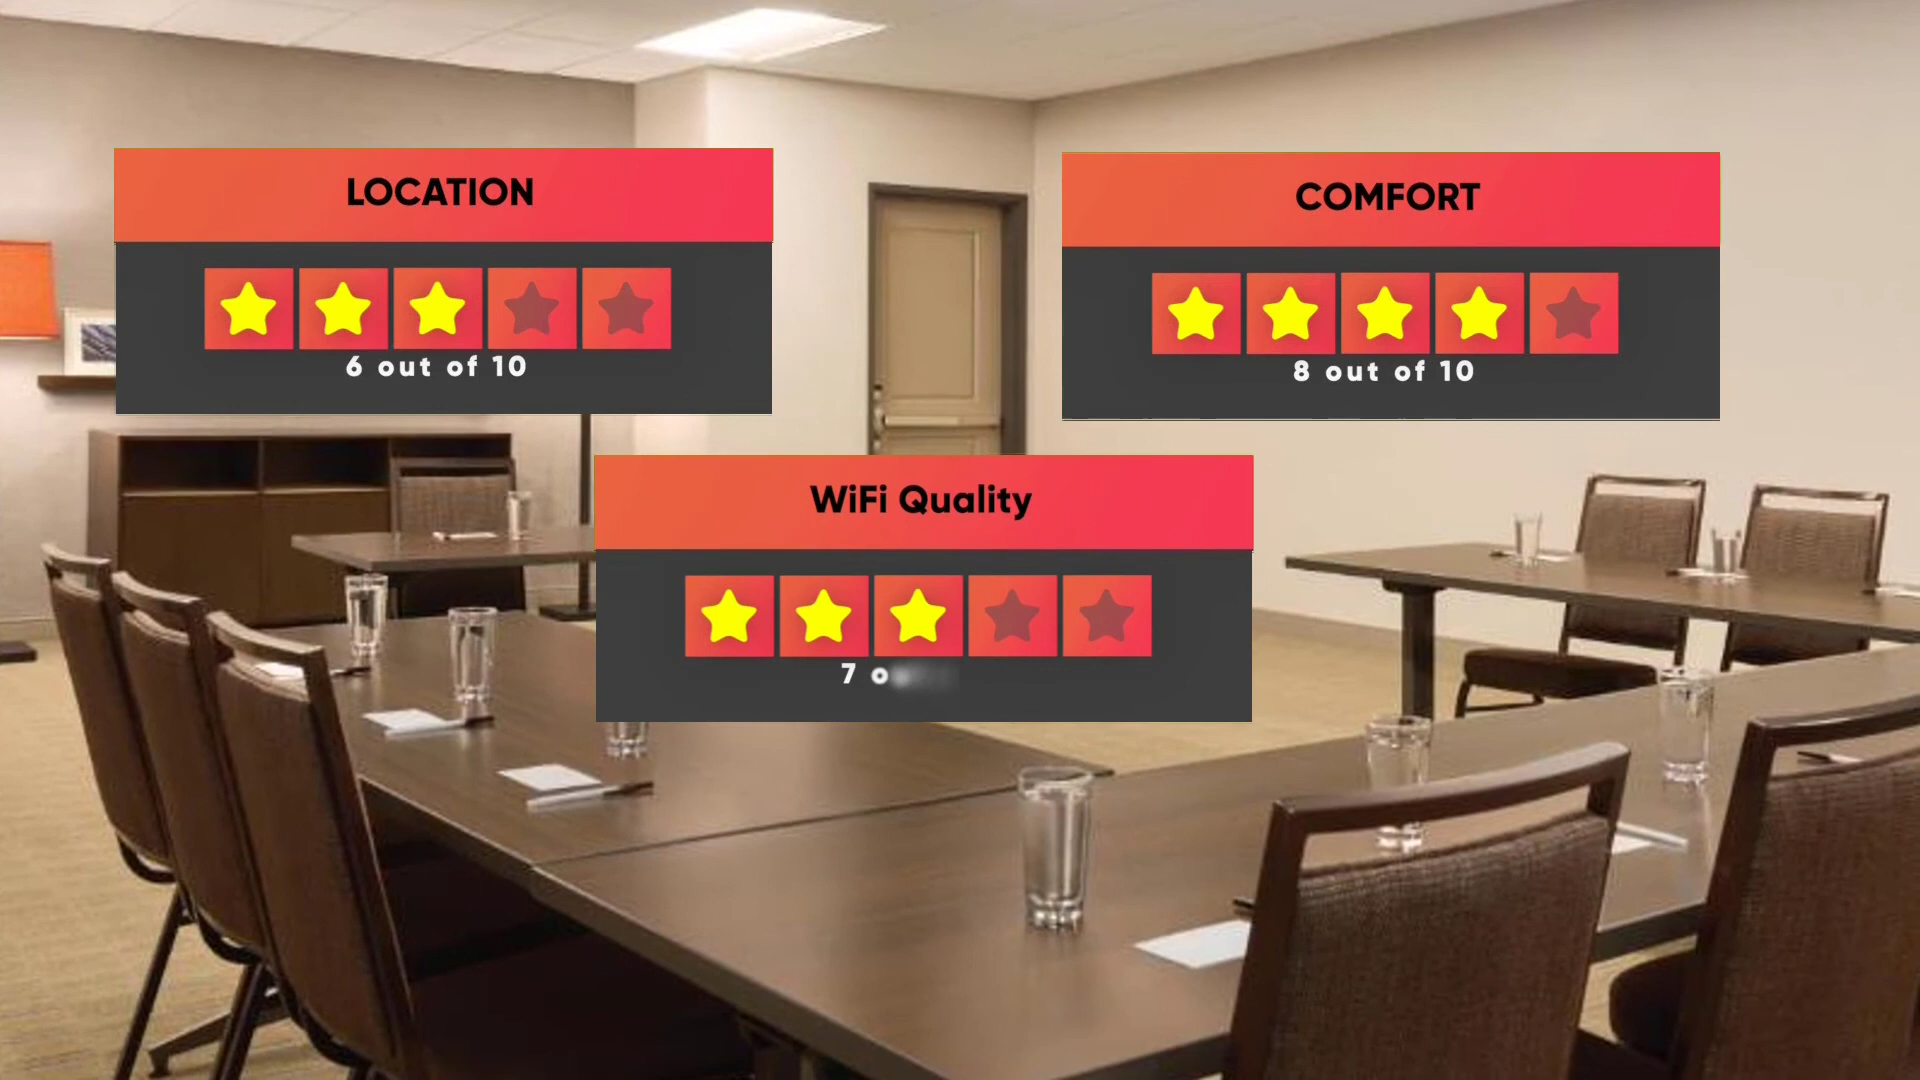 LOCATION
6 out of 10
COMFORT
8 out of 10
WiFi Quality
7